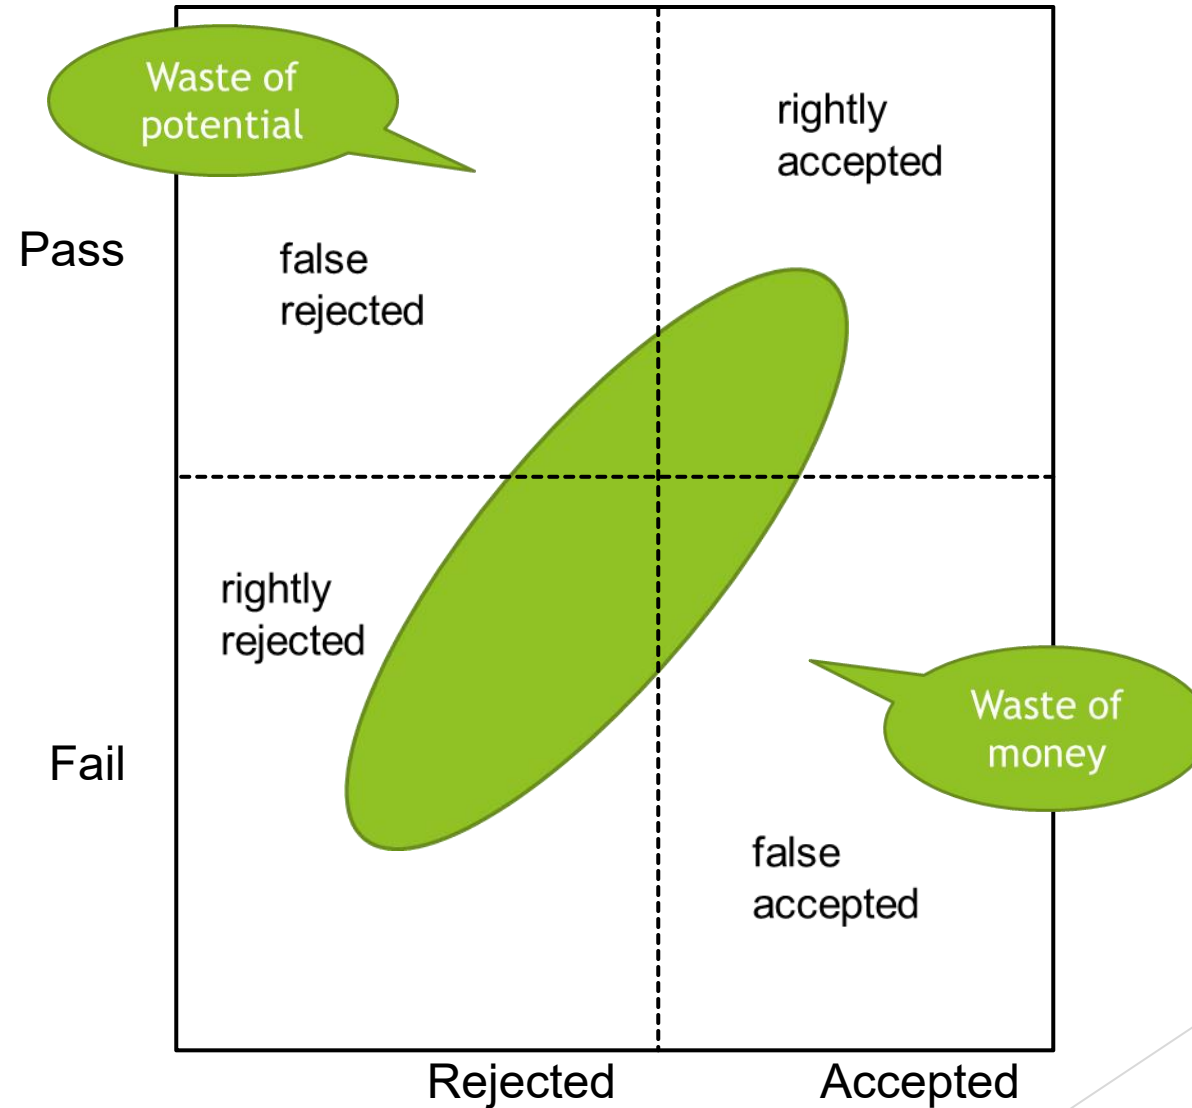 Waste of
potential
rightly
accepted
Pass
false
rejected
rightly
rejected
Waste of
money
Fail
false
accepted
Rejected
Accepted